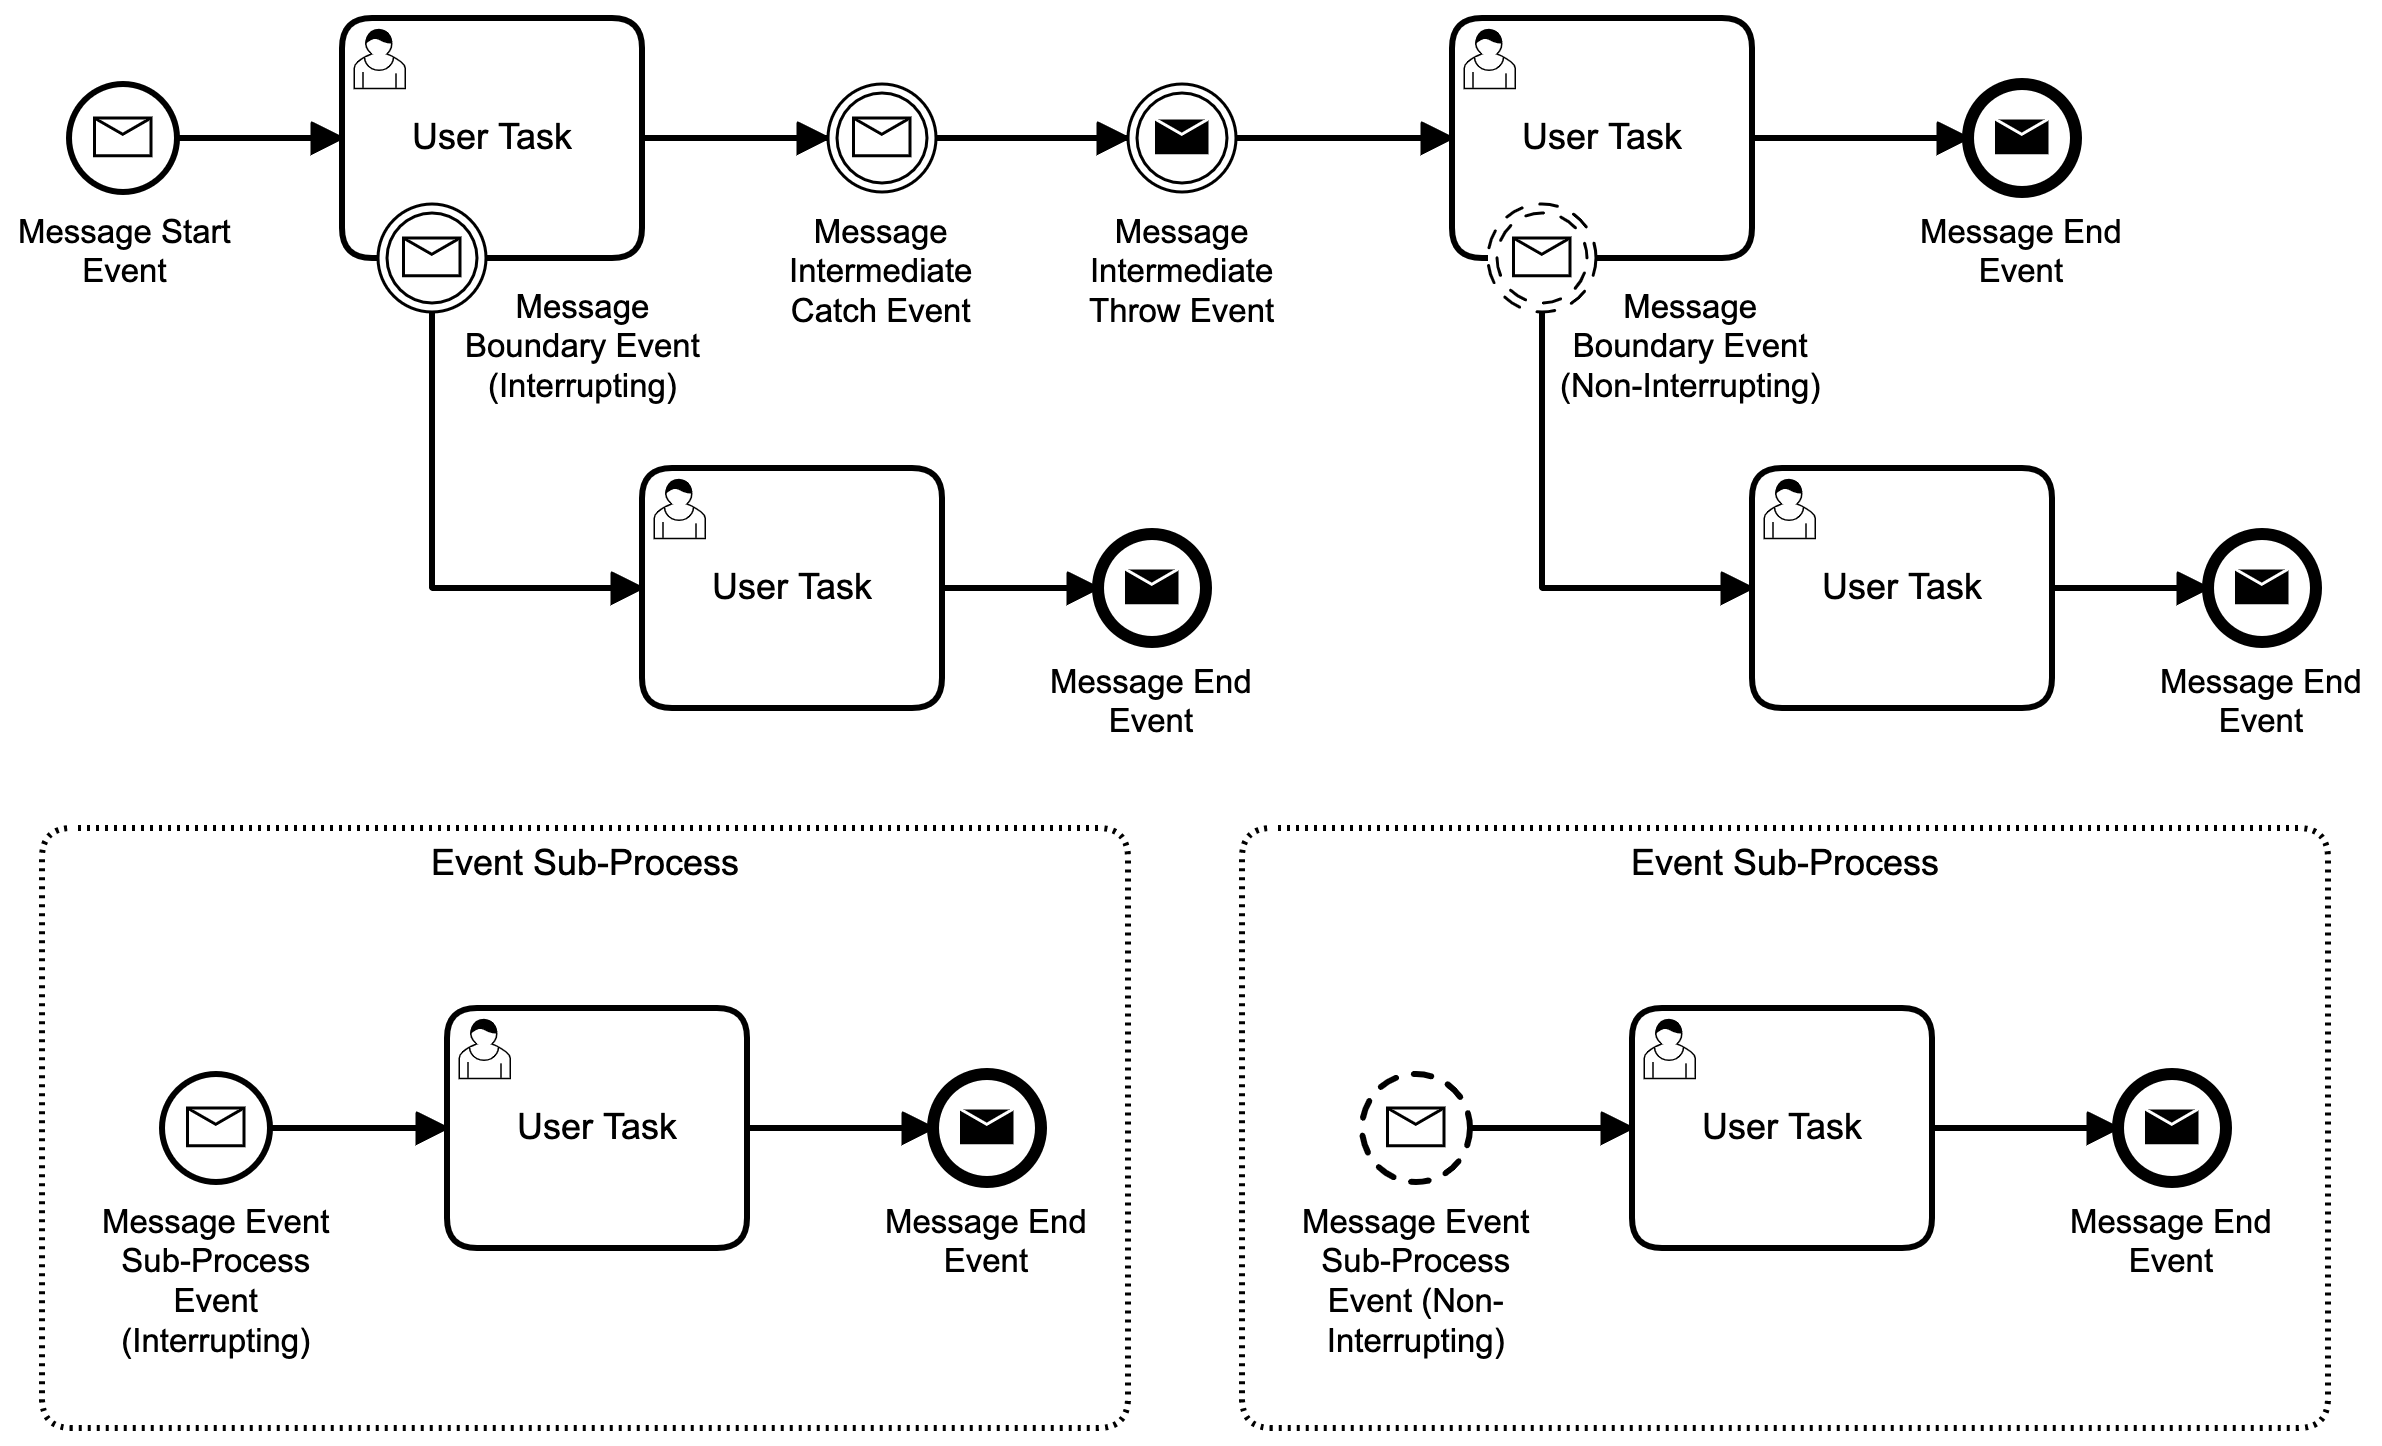 User Task
User Task
Message Start
Event
Message
Intermediate
Catch Event
Message
Intermediate
Throw Event
Message End
Event
Message
Boundary Event
(Interrupting)
Message
Boundary Event
(Non-Interrupting)
User Task
Message End
Event
User Task
Message End
Event
Event Sub-Process
User Task
Message Event
Sub-Process
Event
(Interrupting)
Message End
Event
Event Sub-Process
User Task
Message Event
Sub-Process
Event (Non-
Interrupting)
Message End
Event